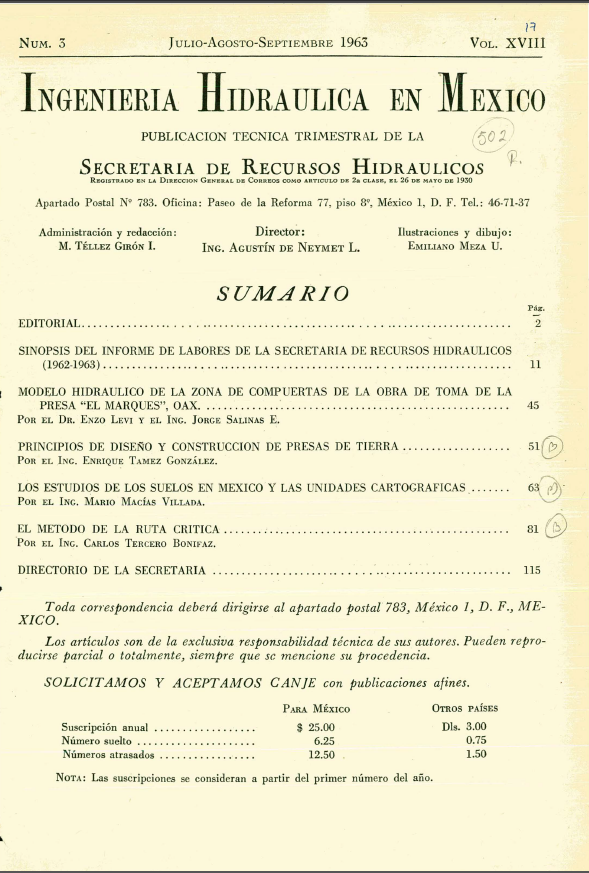 17
NUM. 3 JULIO-AGOSTO-SEPTIEMBRE 1963 VOL. XVIII
INGENIERIA HIDRAULICA EN MEXICO
PUBLICACION TECNICA TRIMESTRAL DE LA
502
R.
SECRETARIA DE RECURSOS HIDRAULICOS
REGISTRADO EN LA DIRECCION GENERAL DE CORREOS COMO ARTICULO DE 2a CLASE, EL 26 DE MAYO DE 1950
Apartado Postal Nº 783. Oficina: Paseo de la Reforma 77, piso 8º, México 1, D. F. Tel.: 46-71-37
Administración y redacción: Director: Ilustraciones y dibujo:
M. TÉLLEZ GIRÓN I. ING. AGUSTÍN DE NEYMET L. EMILIANO MEZA U.
SUMARIO
Pág.
EDITORIAL........................................ 2
SINOPSIS DEL INFORME DE LABORES DE LA SECRETARIA DE RECURSOS HIDRAULICOS
(1962-1963)........................................ 11
MODELO HIDRAULICO DE LA ZONA DE COMPUERTAS DE LA OBRA DE TOMA DE LA
PRESA "EL MARQUES", OAX. ........................................ 45
POR EL DR. ENZO LEVI Y EL ING. JORGE SALINAS E.
PRINCIPIOS DE DISEÑO Y CONSTRUCCION DE PRESAS DE TIERRA .................. 51
POR EL ING. ENRIQUE TAMEZ GONZÁLEZ.
LOS ESTUDIOS DE LOS SUELOS EN MEXICO Y LAS UNIDADES CARTOGRAFICAS ....... 63
POR EL ING. MARIO MACÍAS VILLADA.
EL METODO DE LA RUTA CRITICA ........................................ 81 B
POR EL ING. CARLOS TERCERO BONIFAZ.
DIRECTORIO DE LA SECRETARIA ........................................ 115
Toda correspondencia deberá dirigirse al apartado postal 783, México 1, D. F., ME-
XICO.
Los artículos son de la exclusiva responsabilidad técnica de sus autores. Pueden repro-
ducirse parcial o totalmente, siempre que se mencione su procedencia.
SOLICITAMOS Y ACEPTAMOS CANJE con publicaciones afines.
PARA MÉXICO OTROS PAÍSES
Suscripción anual ................ $ 25.00 Dls. 3.00
Número suelto .................. 6.25 0.75
Números atrasados ............... 12.50 1.50
NOTA: Las suscripciones se consideran a partir del primer número del año.